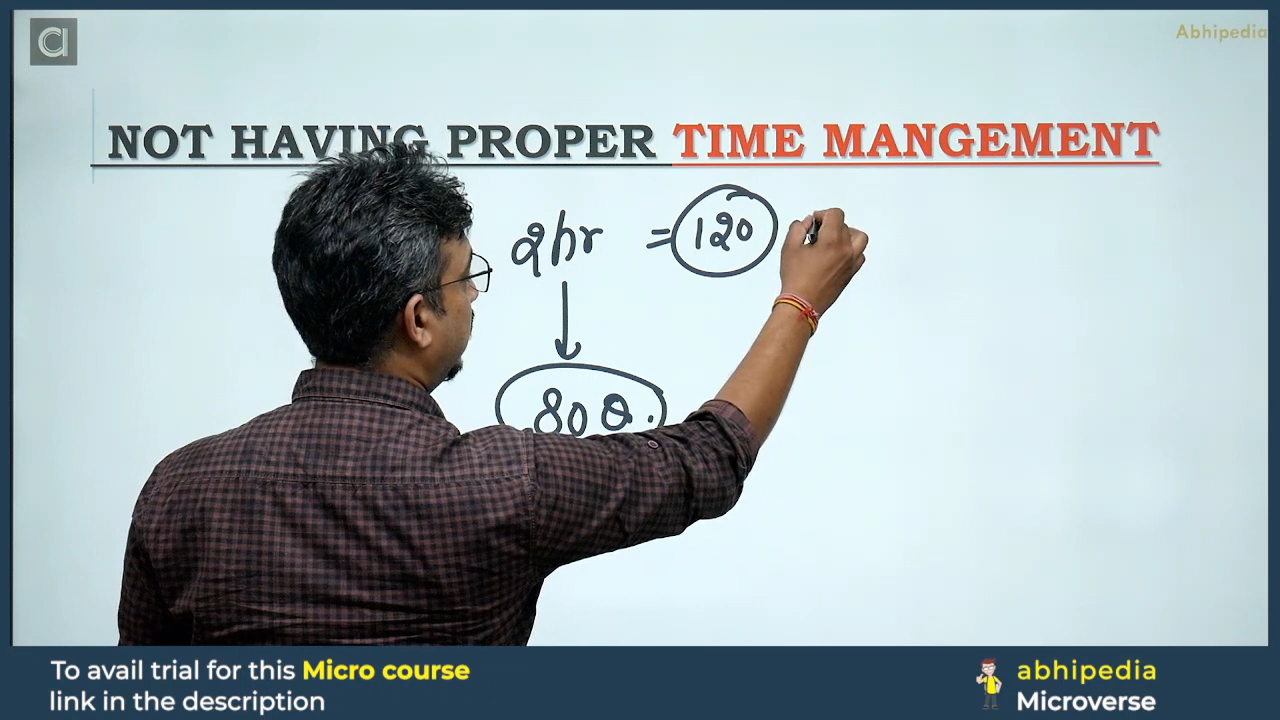 Abhipedia
NOT HAVING PROPER TIME MANGEMENT
2hr = 120
80 Q.
To avail trial for this Micro course
link in the description
abhipedia
Microverse